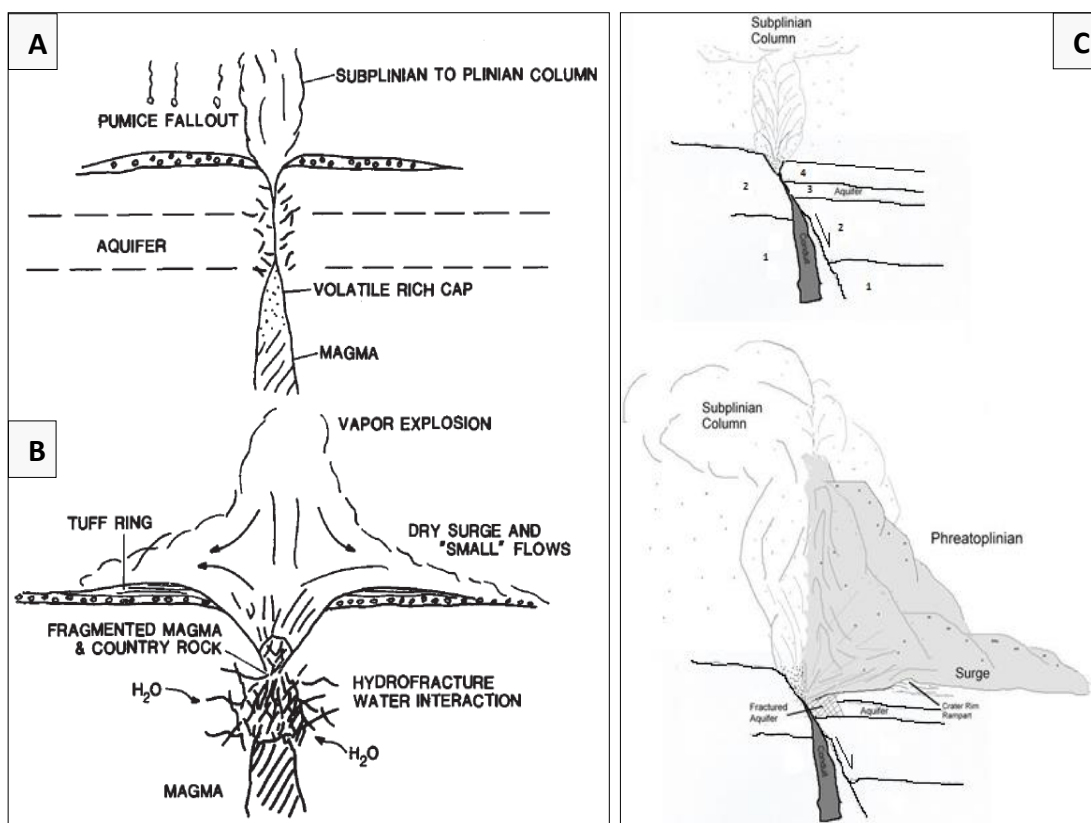 A
SUBPLINIAN TO PLINIAN COLUMN
PUMICE FALLOUT
AQUIFER
VOLATILE RICH CAP
MAGMA
B
VAPOR EXPLOSION
TUFF RING
DRY SURGE AND
"SMALL" FLOWS
FRAGMENTED MAGMA
& COUNTRY ROCK
H₂O
HYDROFRACTURE
WATER INTERACTION
H₂O
MAGMA
C
Subplinian
Column
4
2
3
Aquifer
2
Conduit
1
1
Subplinian
Column
Phreatoplinian
Surge
Fractured
Aquifer
Aquifer
Crater Rim
Rampart
Conduit